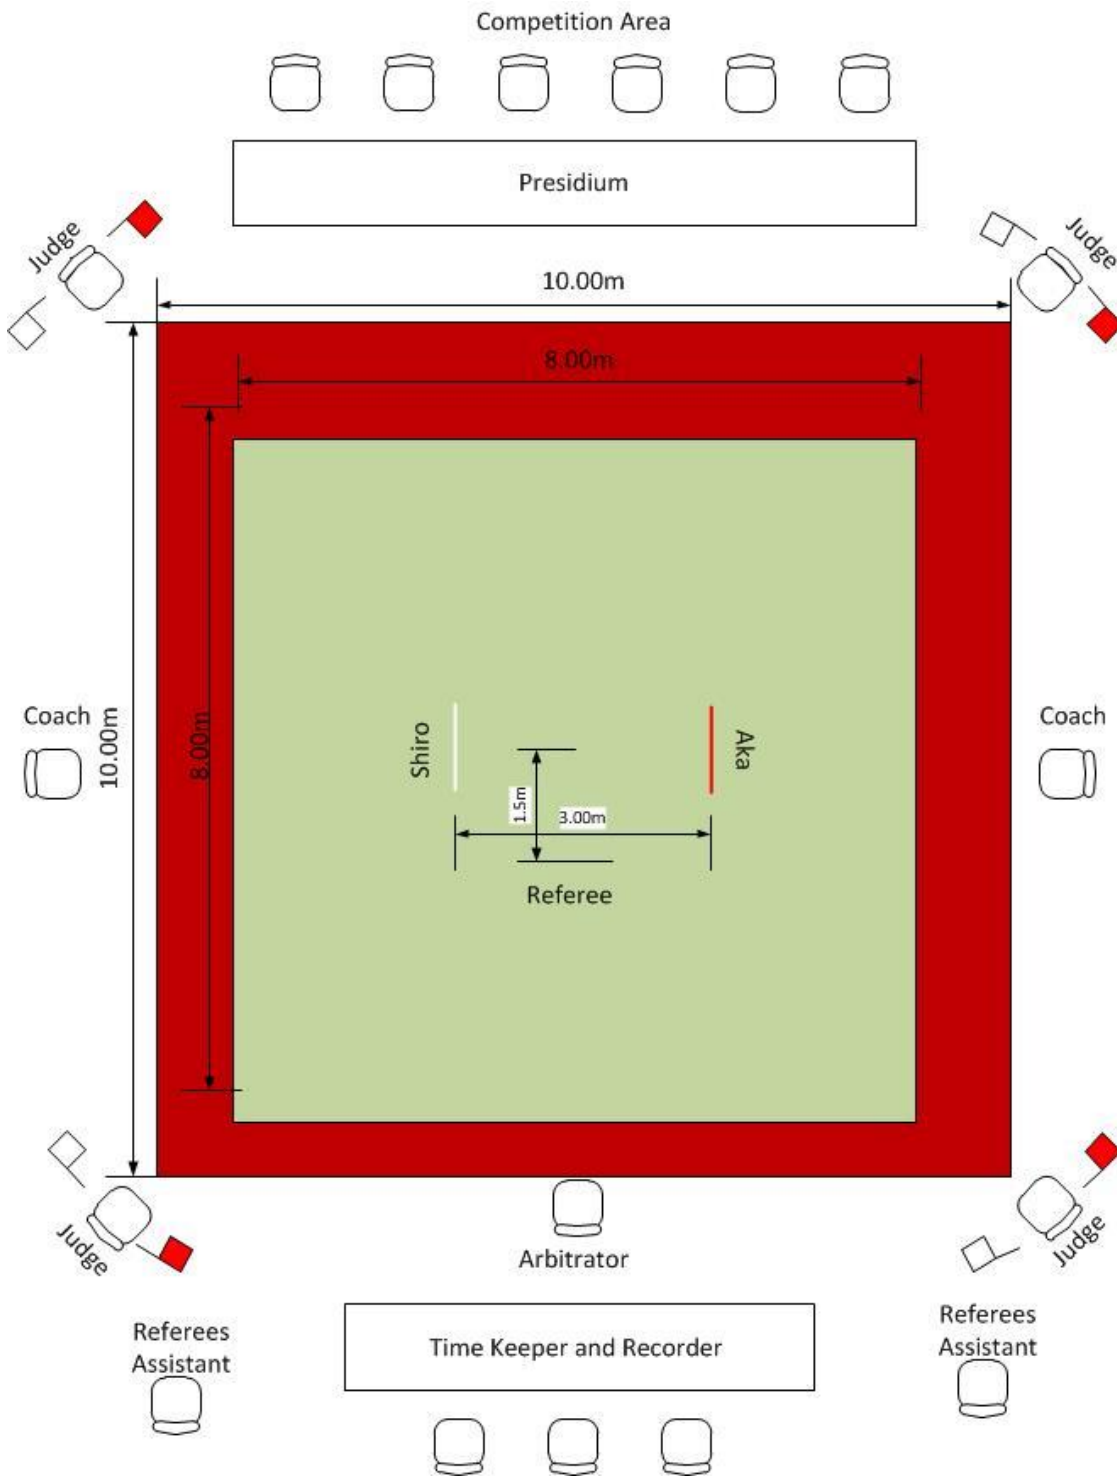 Competition Area
Presidium
Judge
Judge
10.00m
8.00m
Coach
10.00m
8.00m
Shiro
Aka
1.5m
3.00m
Referee
Coach
Judge
Judge
Arbitrator
Referees
Assistant
Time Keeper and Recorder
Referees
Assistant